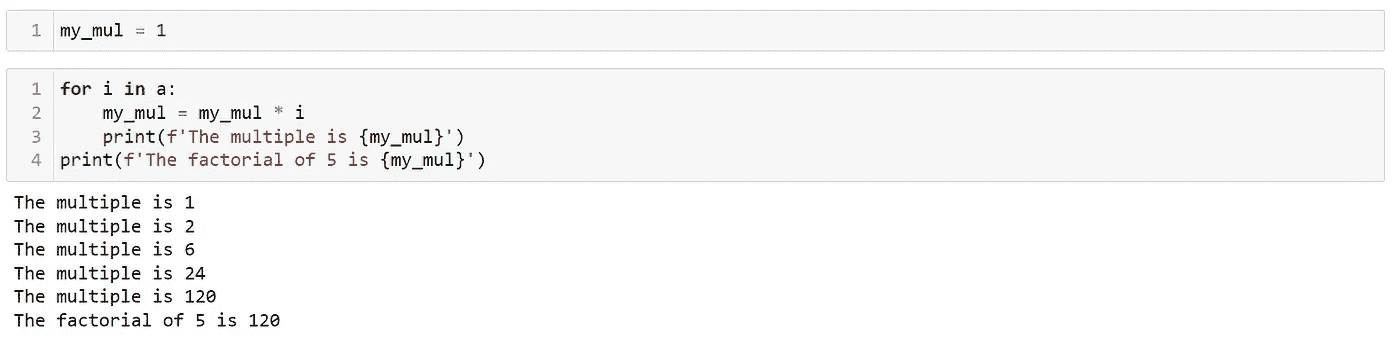 1 my_mul = 1
1 for i in a:
2     my_mul = my_mul * i
3     print(f'The multiple is {my_mul}')
4 print(f'The factorial of 5 is {my_mul}')
The multiple is 1
The multiple is 2
The multiple is 6
The multiple is 24
The multiple is 120
The factorial of 5 is 120